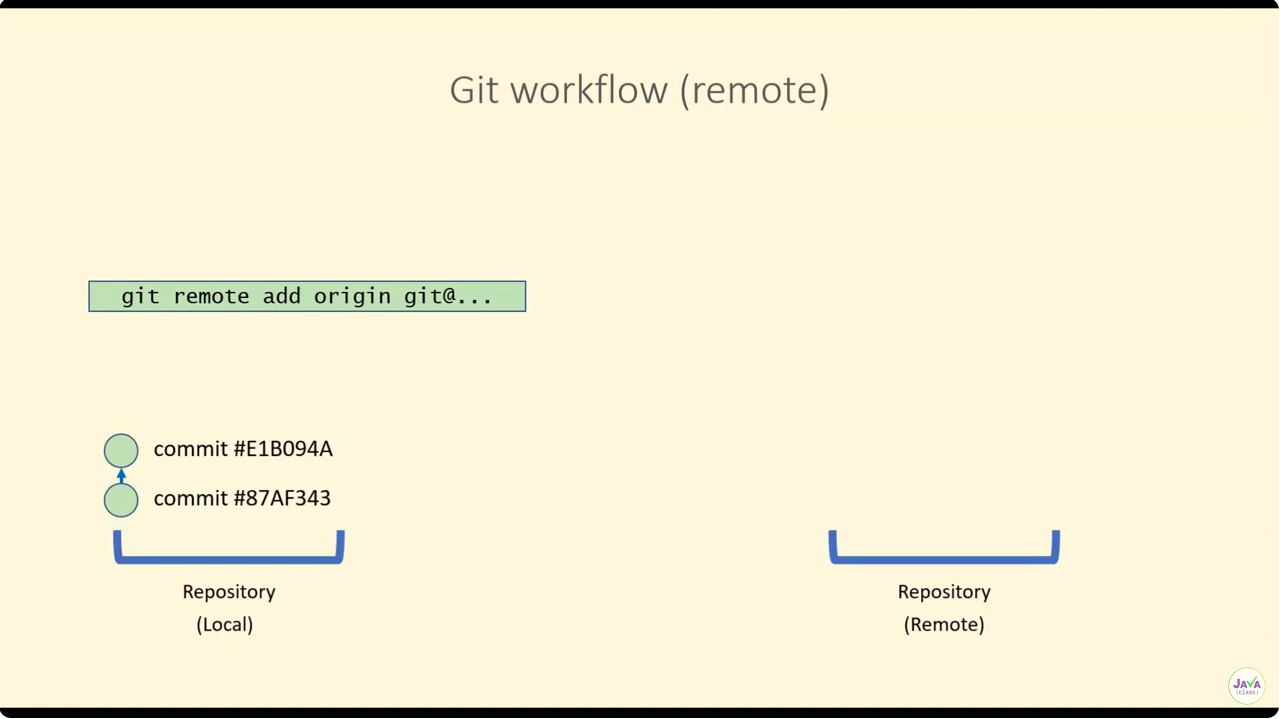 Git workflow (remote)
git remote add origin git@...
commit #E1B094A
commit #87AF343
Repository
(Local)
Repository
(Remote)
JAVA
{class}